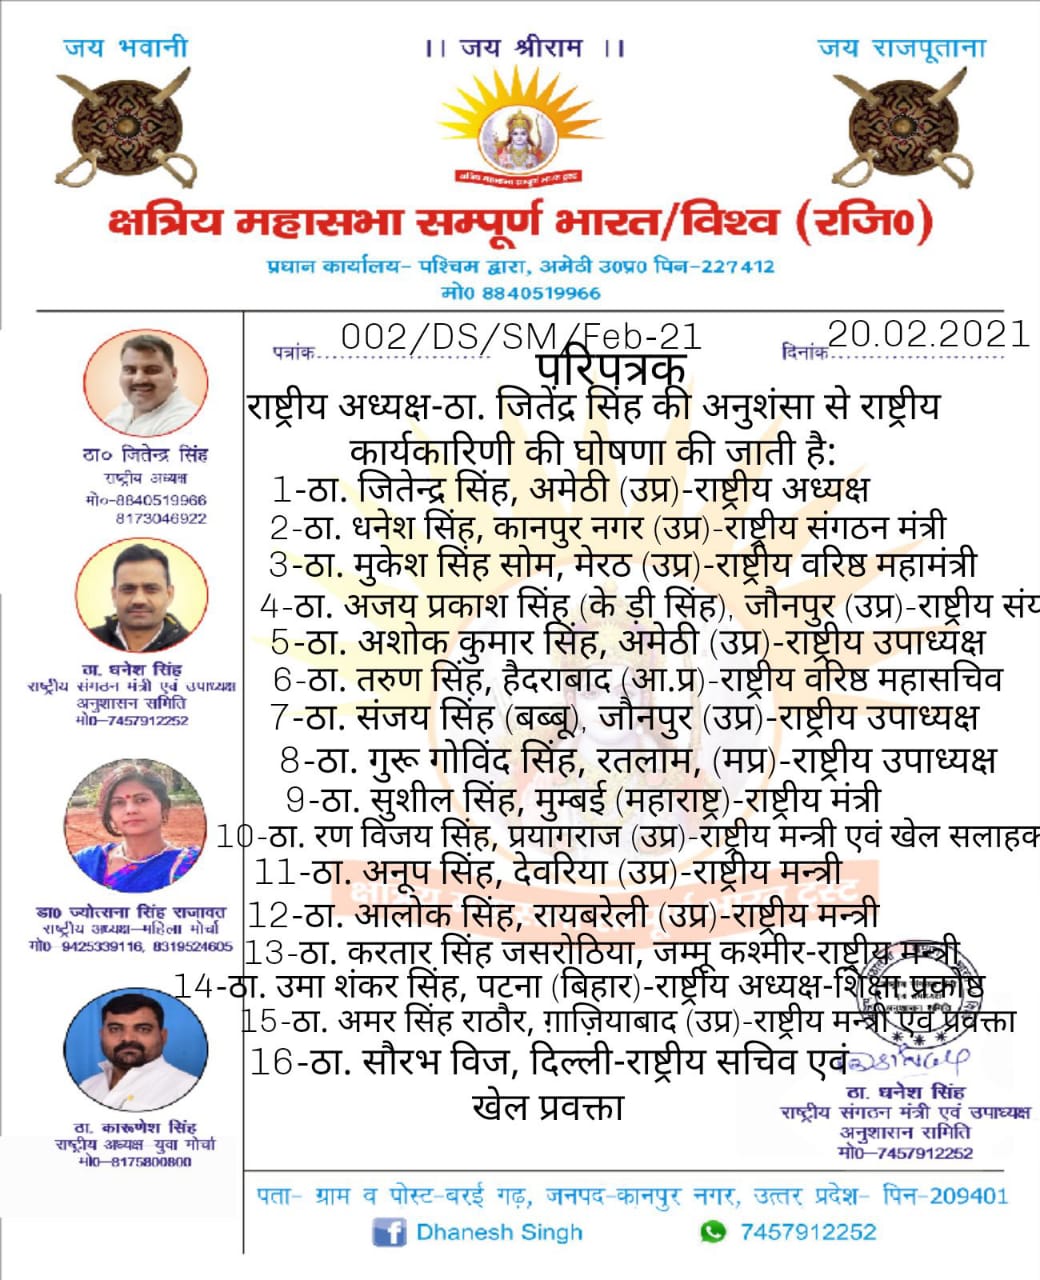 जय भवानी
।। जय श्रीराम ।।
जय राजपूताना
क्षत्रिय महासभा सम्पूर्ण भारत/विश्व (रजि०)
प्रधान कार्यालय- पश्चिम द्वारा, अमेठी उ०प्र० पिन-227412
मो0 8840519966
पत्रांक 002/DS/SM/Feb-21
दिनांक 20.02.2021
परिपत्रक
राष्ट्रीय अध्यक्ष-ठा. जितेंद्र सिंह की अनुशंसा से राष्ट्रीय
कार्यकारिणी की घोषणा की जाती है:
1-ठा. जितेन्द्र सिंह, अमेठी (उप्र)-राष्ट्रीय अध्यक्ष
2-ठा. धनेश सिंह, कानपुर नगर (उप्र)-राष्ट्रीय संगठन मंत्री
3-ठा. मुकेश सिंह सोम, मेरठ (उप्र)-राष्ट्रीय वरिष्ठ महामंत्री
4-ठा. अजय प्रकाश सिंह (के डी सिंह), जौनपुर (उप्र)-राष्ट्रीय संय
5-ठा. अशोक कुमार सिंह, अमेठी (उप्र)-राष्ट्रीय उपाध्यक्ष
6-ठा. तरुण सिंह, हैदराबाद (आ.प्र)-राष्ट्रीय वरिष्ठ महासचिव
7-ठा. संजय सिंह (बब्बू), जौनपुर (उप्र)-राष्ट्रीय उपाध्यक्ष
8-ठा. गुरू गोविंद सिंह, रतलाम, (मप्र)-राष्ट्रीय उपाध्यक्ष
9-ठा. सुशील सिंह, मुम्बई (महाराष्ट्र)-राष्ट्रीय मंत्री
10-ठा. रण विजय सिंह, प्रयागराज (उप्र)-राष्ट्रीय मन्त्री एवं खेल सलाहक
11-ठा. अनूप सिंह, देवरिया (उप्र)-राष्ट्रीय मन्त्री
12-ठा. आलोक सिंह, रायबरेली (उप्र)-राष्ट्रीय मन्त्री
13-ठा. करतार सिंह जसरोठिया, जम्मू कश्मीर-राष्ट्रीय मन्त्री
14-ठा. उमा शंकर सिंह, पटना (बिहार)-राष्ट्रीय अध्यक्ष-शिक्षा प्रकोष्ठ
15-ठा. अमर सिंह राठौर, ग़ाज़ियाबाद (उप्र)-राष्ट्रीय मन्त्री एवं प्रवक्ता
16-ठा. सौरभ विज, दिल्ली-राष्ट्रीय सचिव एवं
खेल प्रवक्ता
ठा० जितेन्द्र सिंह
राष्ट्रीय अध्यक्ष
मो०-8840519966
8173046922
ठा. धनेश सिंह
राष्ट्रीय संगठन मंत्री एवं उपाध्यक्ष
अनुशासन समिति
मो0-7457912252
डा0 ज्योत्सना सिंह राजावत
राष्ट्रीय अध्यक्ष-महिला मोर्चा
मो0- 9425339116, 8319524605
ठा. कारूणेश सिंह
राष्ट्रीय अध्यक्ष युवा मोर्चा
मो0-8175800800
ठा. धनेश सिंह
राष्ट्रीय संगठन मंत्री एवं उपाध्यक्ष
अनुशासन समिति
मो0-7457912252
पता- ग्राम व पोस्ट-बरई गढ़, जनपद-कानपुर नगर, उत्तर प्रदेश- पिन-209401
Dhanesh Singh
7457912252